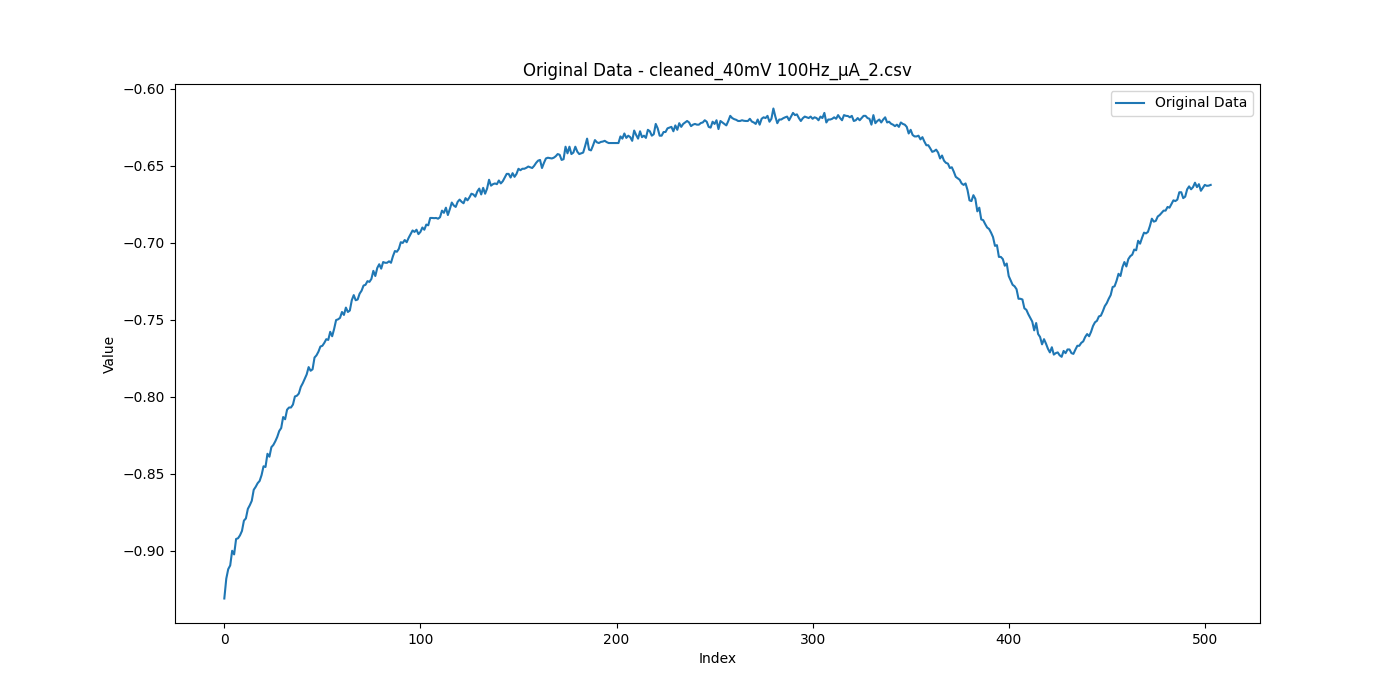 Original Data - cleaned_40mV 100Hz_μA_2.csv
Original Data
Value
−0.60
−0.65
−0.70
−0.75
−0.80
−0.85
−0.90
0 100 200 300 400 500
Index